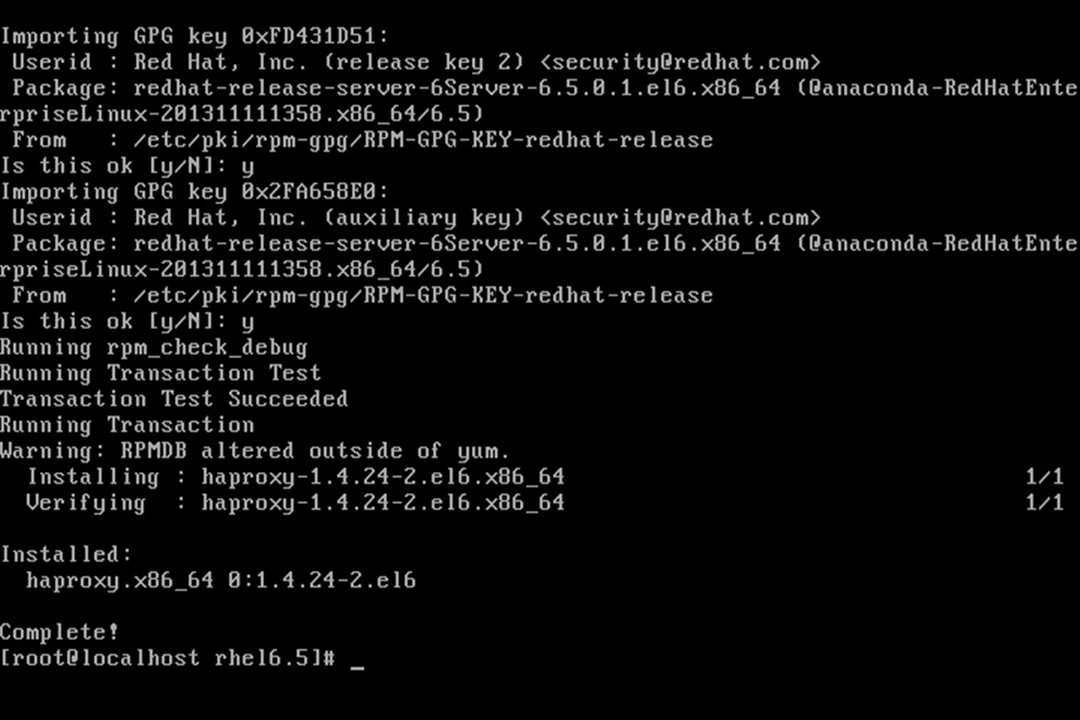 Importing GPG key 0xFD431D51:
 Userid : Red Hat, Inc. (release key 2) <security@redhat.com>
 Package: redhat-release-server-6Server-6.5.0.1.el6.x86_64 (@anaconda-RedHatEnte
rpriseLinux-201311111358.x86_64/6.5)
 From   : /etc/pki/rpm-gpg/RPM-GPG-KEY-redhat-release
Is this ok [y/N]: y
Importing GPG key 0x2FA658E0:
 Userid : Red Hat, Inc. (auxiliary key) <security@redhat.com>
 Package: redhat-release-server-6Server-6.5.0.1.el6.x86_64 (@anaconda-RedHatEnte
rpriseLinux-201311111358.x86_64/6.5)
 From   : /etc/pki/rpm-gpg/RPM-GPG-KEY-redhat-release
Is this ok [y/N]: y
Running rpm_check_debug
Running Transaction Test
Transaction Test Succeeded
Running Transaction
Warning: RPMDB altered outside of yum.
  Installing : haproxy-1.4.24-2.el6.x86_64 1/1
  Verifying  : haproxy-1.4.24-2.el6.x86_64 1/1
Installed:
  haproxy.x86_64 0:1.4.24-2.el6
Complete!
[root@localhost rhel6.5]# _